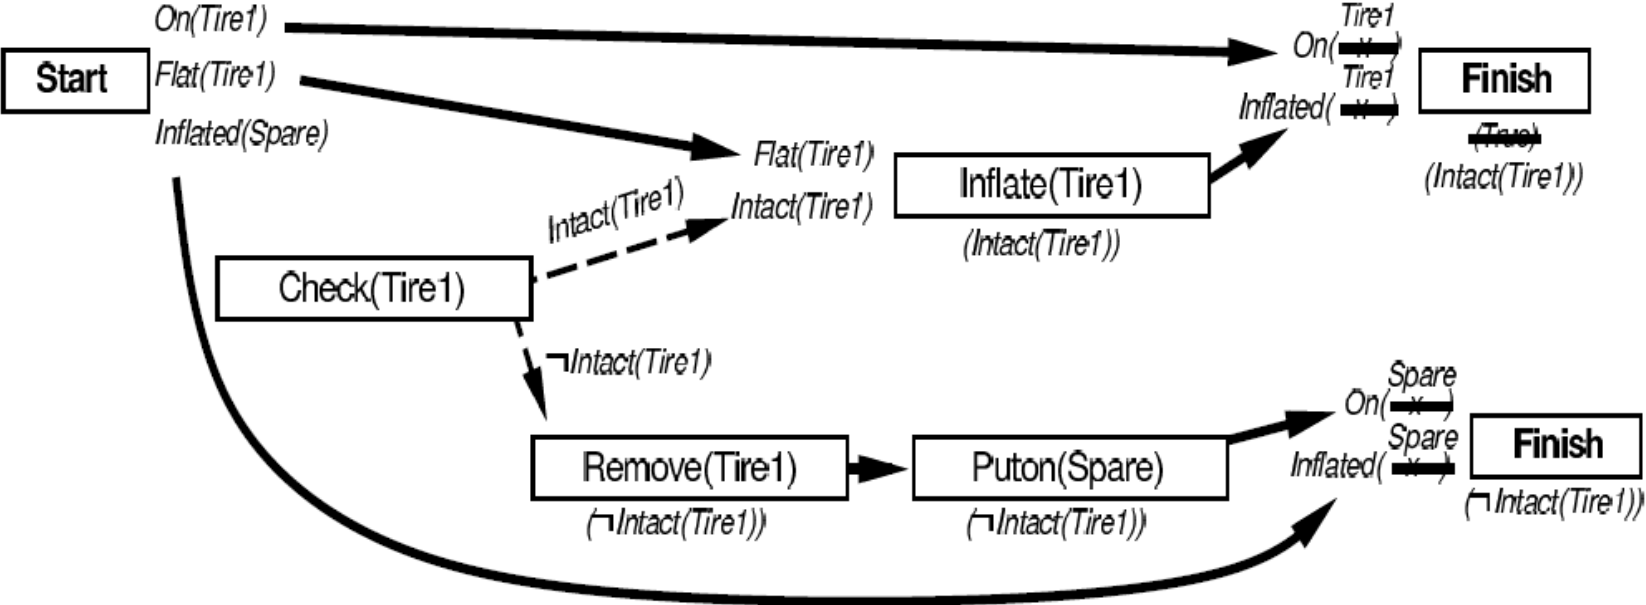 On(Tire1)
Start
Flat(Tire1)
Inflated(Spare)
Tire1
On( x )
Tire1
Inflated( x )
Finish
(True)
(Intact(Tire1))
Flat(Tire1)
Intact(Tire1)
Inflate(Tire1)
(Intact(Tire1))
Intact(Tire1)
Check(Tire1)
¬Intact(Tire1)
Remove(Tire1)
(¬Intact(Tire1))
Puton(Spare)
(¬Intact(Tire1))
Spare
On( x )
Spare
Inflated( x )
Finish
(¬Intact(Tire1))